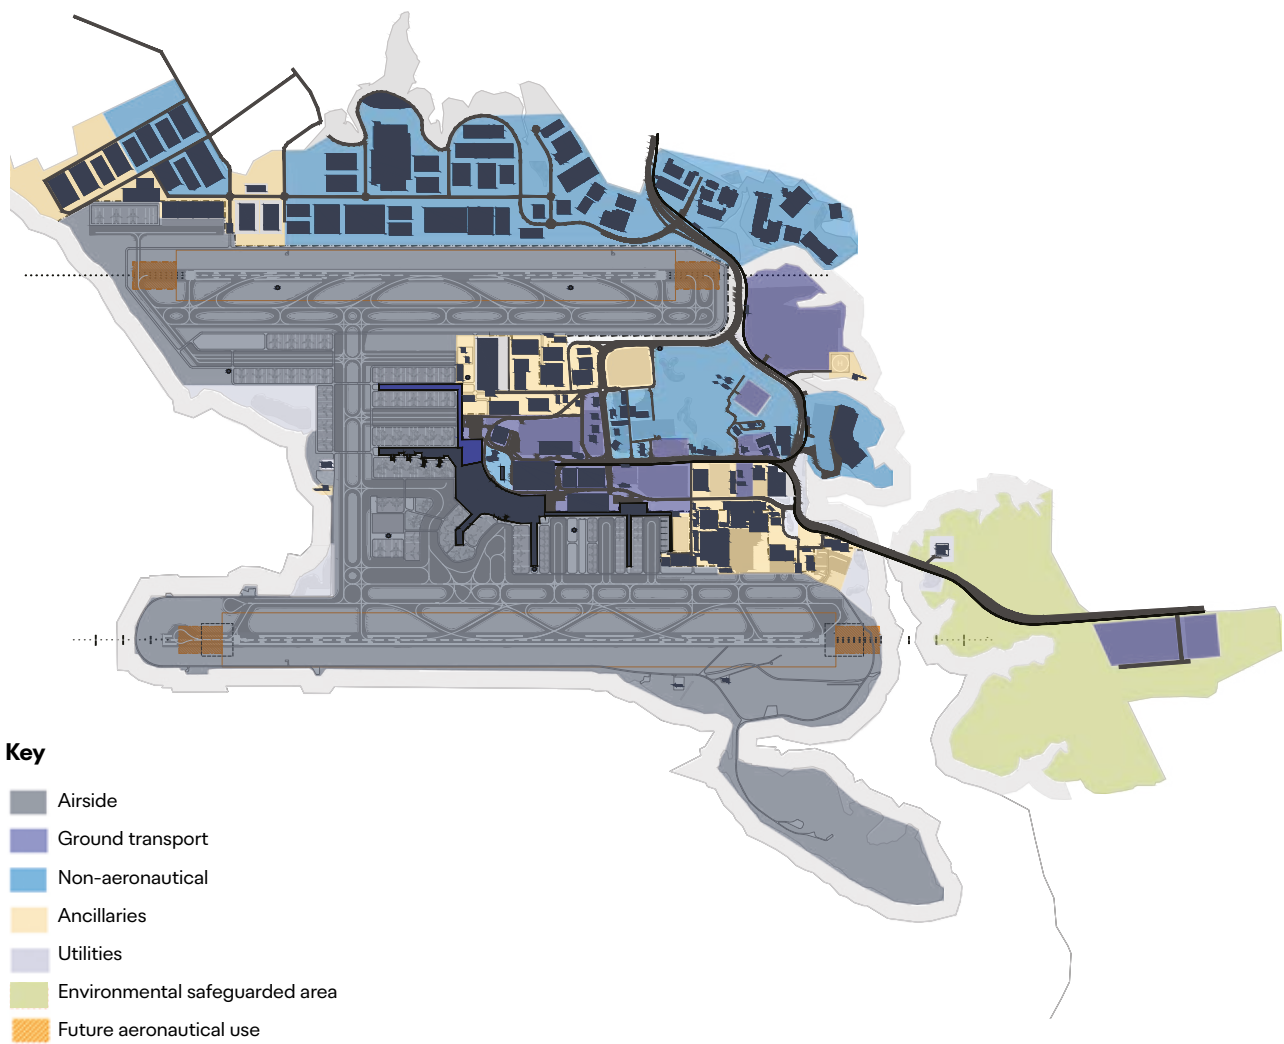 Key
Airside
Ground transport
Non-aeronautical
Ancillaries
Utilities
Environmental safeguarded area
Future aeronautical use